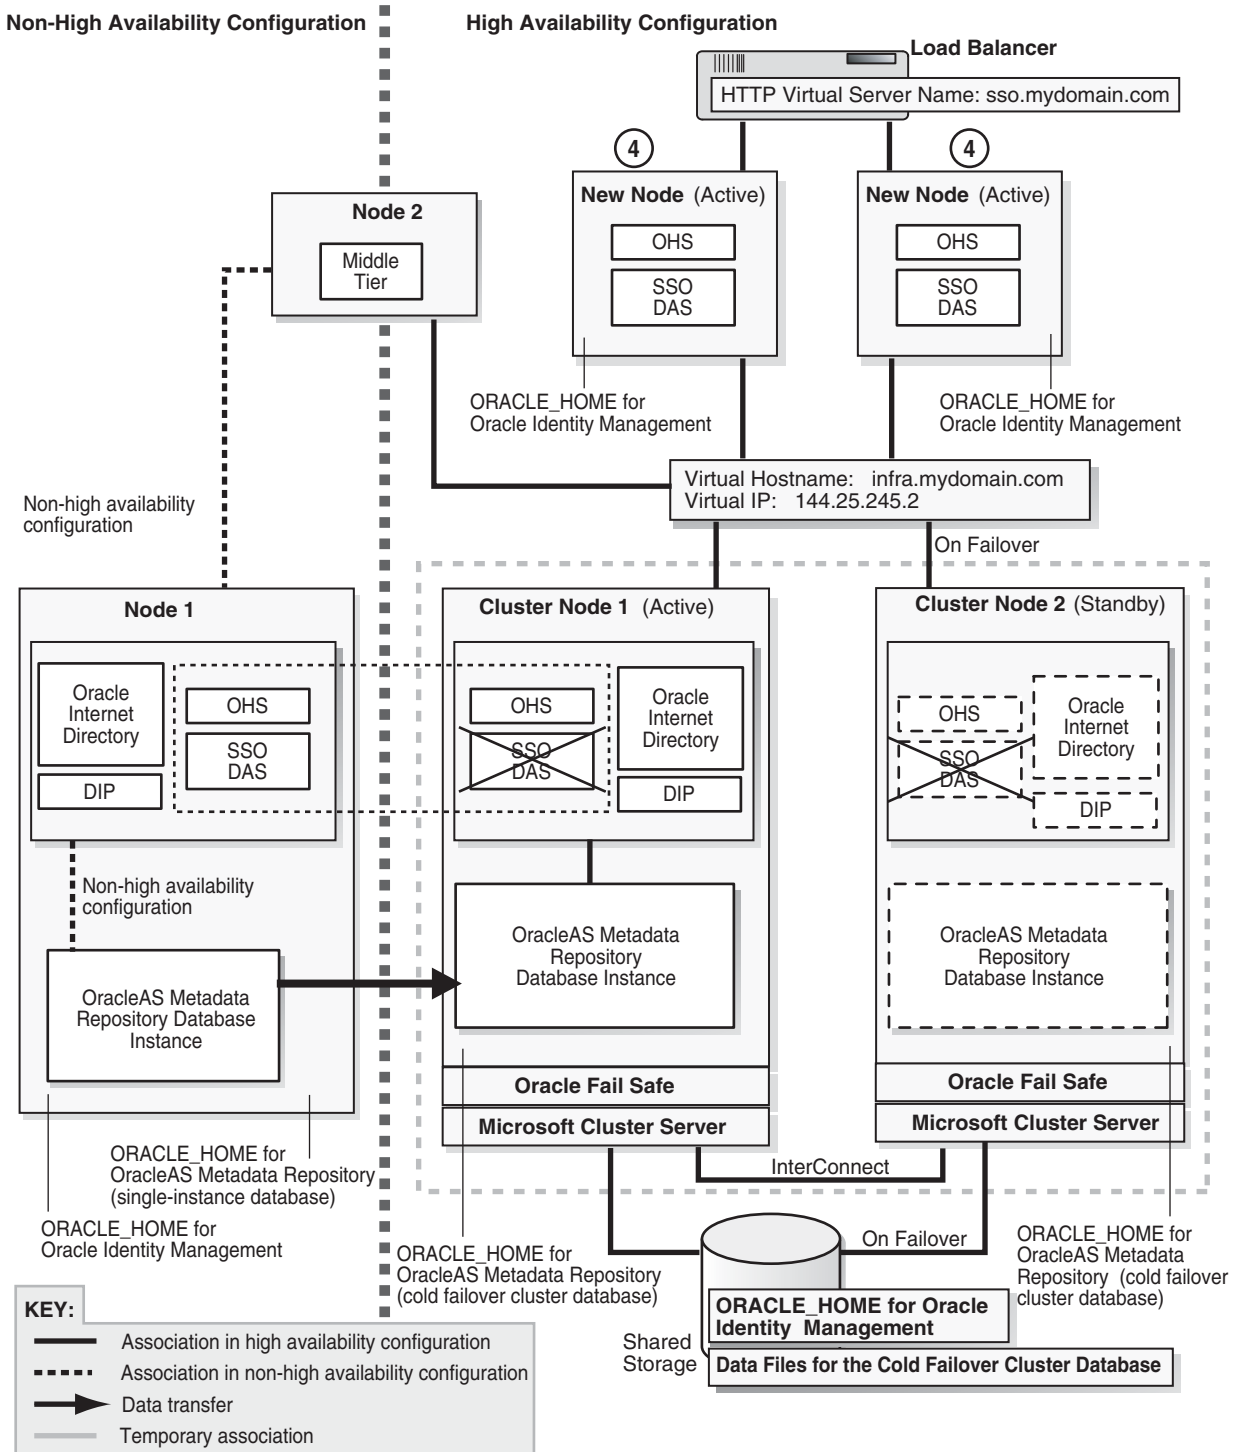 Non-High Availability Configuration
High Availability Configuration
Load Balancer
HTTP Virtual Server Name: sso.mydomain.com
4
4
Node 2
Middle
Tier
New Node (Active)
OHS
SSO
DAS
New Node (Active)
OHS
SSO
DAS
ORACLE_HOME for
Oracle Identity Management
ORACLE_HOME for
Oracle Identity Management
Virtual Hostname: infra.mydomain.com
Virtual IP: 144.25.245.2
Non-high availability
configuration
On Failover
Node 1
Oracle
Internet
Directory
DIP
OHS
SSO
DAS
Non-high availability
configuration
OracleAS Metadata
Repository Database
Instance
ORACLE_HOME for
OracleAS Metadata Repository
(single-instance database)
ORACLE_HOME for
Oracle Identity Management
Cluster Node 1 (Active)
OHS
SSO
DAS
Oracle
Internet
Directory
DIP
OracleAS Metadata
Repository
Database Instance
Oracle Fail Safe
Microsoft Cluster Server
Cluster Node 2 (Standby)
OHS
SSO
DAS
Oracle
Internet
Directory
DIP
OracleAS Metadata
Repository
Database Instance
Oracle Fail Safe
Microsoft Cluster Server
InterConnect
ORACLE_HOME for
OracleAS Metadata Repository
(cold failover cluster database)
On Failover
ORACLE_HOME for
OracleAS Metadata
Repository (cold failover
cluster database)
ORACLE_HOME for Oracle
Identity Management
Shared
Storage
Data Files for the Cold Failover Cluster Database
KEY:
Association in high availability configuration
Association in non-high availability configuration
Data transfer
Temporary association